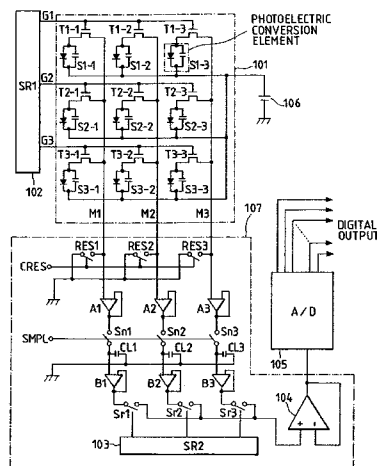 G1
T1-1 T1-2 T1-3
PHOTOELECTRIC
CONVERSION
ELEMENT
S1-1 S1-2 S1-3
101
SR1
G2
T2-1 T2-2 T2-3
106
S2-1 S2-2 S2-3
G3
T3-1 T3-2 T3-3
102
S3-1 S3-2 S3-3
M1 M2 M3
107
RES1 RES2 RES3
CRES
DIGITAL
OUTPUT
A1 A2 A3
A/D
SMPL
Sn1 Sn2 Sn3
CL1 CL2 CL3
105
B1 B2 B3
104
Sr1 Sr2 Sr3
+ -
103
SR2